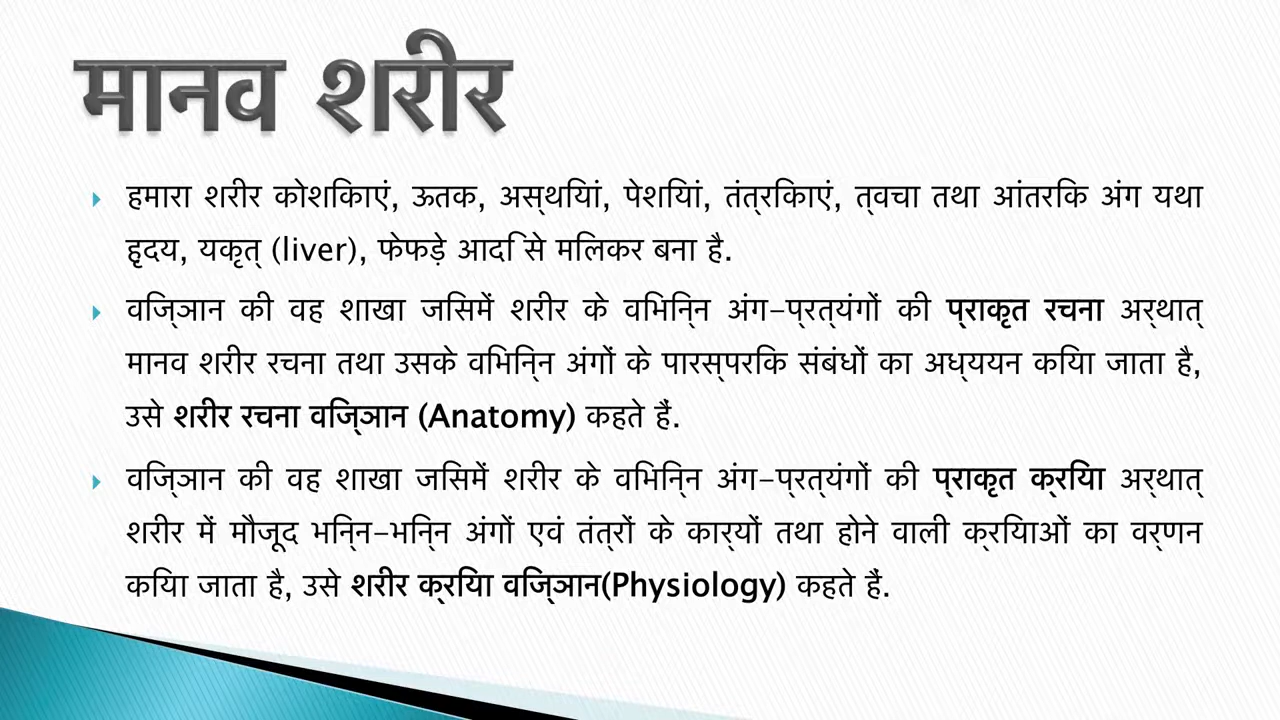 मानव शरीर
हमारा शरीर कोशिकाएं, ऊतक, अस्थियां, पेशियां, तंत्रिकाएं, त्वचा तथा आंतरिक अंग यथा
हृदय, यकृत् (liver), फेफड़े आदि से मिलकर बना है.
विज्ञान की वह शाखा जिसमें शरीर के विभिन्न अंग-प्रत्यंगों की प्राकृत रचना अर्थात्
मानव शरीर रचना तथा उसके विभिन्न अंगों के पारस्परिक संबंधों का अध्ययन किया जाता है,
उसे शरीर रचना विज्ञान (Anatomy) कहते हैं.
विज्ञान की वह शाखा जिसमें शरीर के विभिन्न अंग-प्रत्यंगों की प्राकृत क्रिया अर्थात्
शरीर में मौजूद भिन्न-भिन्न अंगों एवं तंत्रों के कार्यों तथा होने वाली क्रियाओं का वर्णन
किया जाता है, उसे शरीर क्रिया विज्ञान(Physiology) कहते हैं.